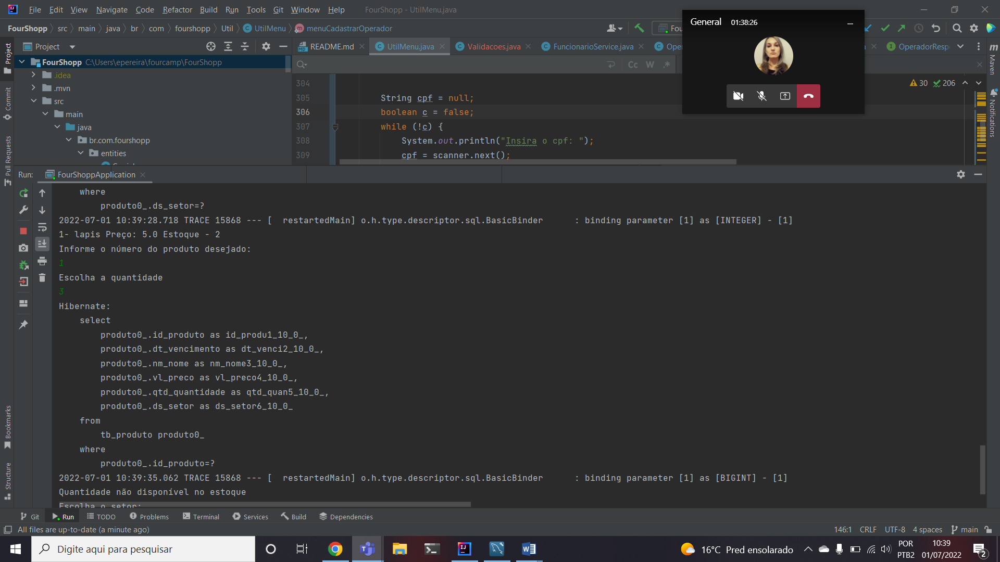 File Edit View Navigate Code Refactor Build Run Tools Git Window Help FourShopp - UtilMenu.java
FourShopp src main java br com fourshopp Util UtilMenu menuCadastrarOperador Fou
General 01:38:26
Project
README.md UtilMenu.java Validacoes.java FuncionarioService.java Ope OperadorResp
FourShopp C:\Users\epereira\fourcamp\FourShopp
.idea
.mvn
src
main
java
br.com.fourshopp
entities
Cc W .*
30 206
304
305 String cpf = null;
306 boolean c = false;
307 while (!c) {
308 System.out.println("Insira o cpf: ");
309 cpf = scanner.next();
Project
Commit
Pull Requests
Bookmarks
Structure
Maven
Notifications
Run: FourShoppApplication
where
produto0_.ds_setor=?
2022-07-01 10:39:28.718 TRACE 15868 --- [  restartedMain] o.h.type.descriptor.sql.BasicBinder      : binding parameter [1] as [INTEGER] - [1]
1- lapis Preço: 5.0 Estoque - 2
Informe o número do produto desejado:
1
Escolha a quantidade
3
Hibernate:
select
produto0_.id_produto as id_produ1_10_0_,
produto0_.dt_vencimento as dt_venci2_10_0_,
produto0_.nm_nome as nm_nome3_10_0_,
produto0_.vl_preco as vl_preco4_10_0_,
produto0_.qtd_quantidade as qtd_quan5_10_0_,
produto0_.ds_setor as ds_setor6_10_0_
from
tb_produto produto0_
where
produto0_.id_produto=?
2022-07-01 10:39:35.062 TRACE 15868 --- [  restartedMain] o.h.type.descriptor.sql.BasicBinder      : binding parameter [1] as [BIGINT] - [1]
Quantidade não disponível no estoque
Escolha o setor:
Git Run TODO Problems Terminal Services Build Dependencies
All files are up-to-date (a minute ago) 146:1 CRLF UTF-8 4 spaces main
Digite aqui para pesquisar
16°C Pred ensolarado
POR
PTB2
10:39
01/07/2022
2